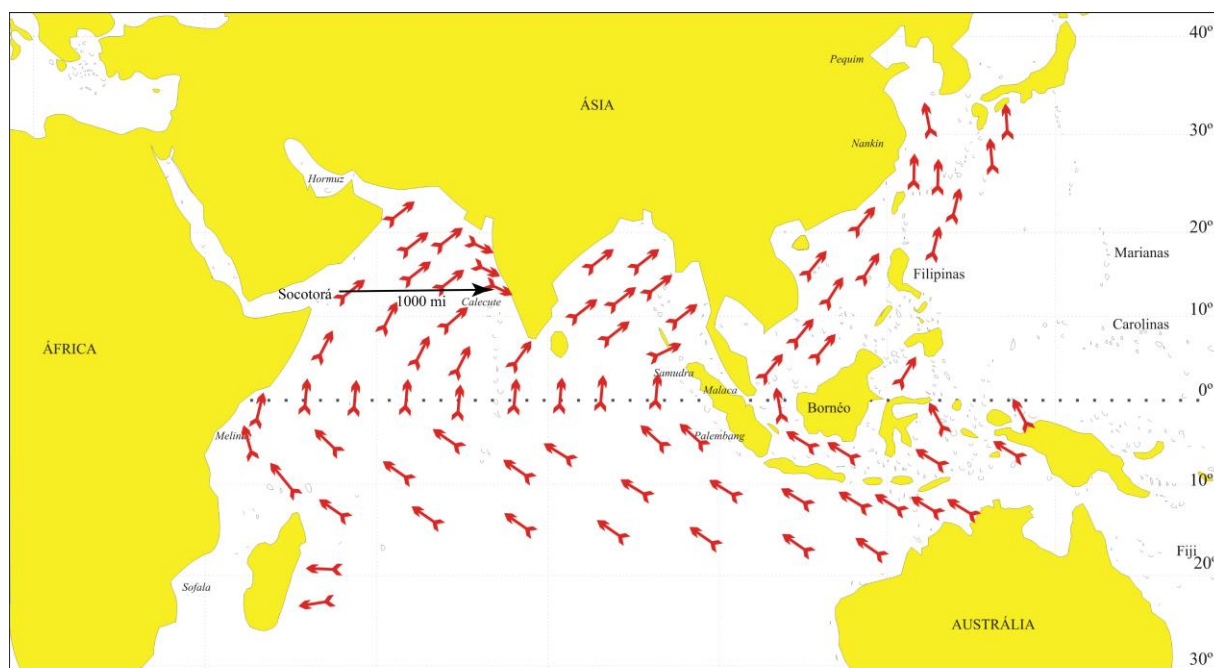 40º
Pequim
ÁSIA
30º
Nankin
Hormuz
20º
Marianas
Filipinas
Socotorá
1000 mi
Calecute
10º
Carolinas
ÁFRICA
Samudra
Malaca
0º
Bornéo
Palembang
10º
Fiji
20º
Sofala
AUSTRÁLIA
30º